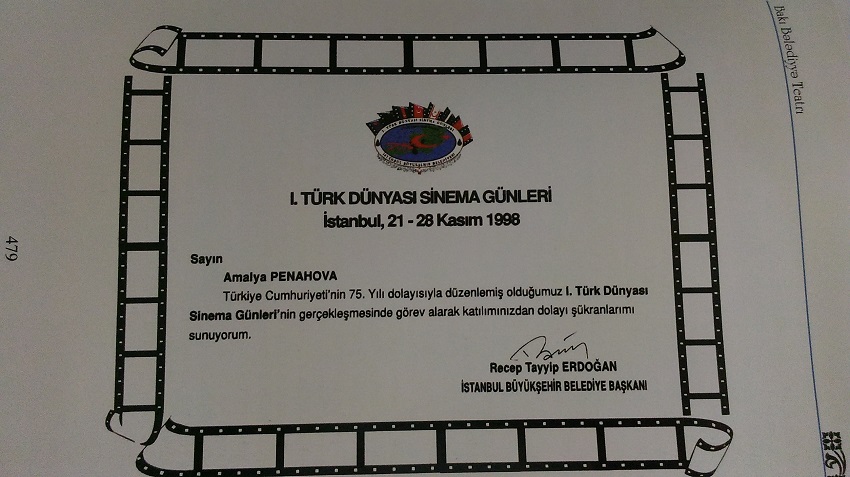 Bakı Bələdiyyə Teatrı
I. TÜRK DÜNYASI SİNEMA GÜNLERİ
İstanbul, 21 - 28 Kasım 1998
Sayın
Amalya PENAHOVA
Türkiye Cumhuriyeti'nin 75. Yılı dolayısıyla düzenlemiş olduğumuz I. Türk Dünyası
Sinema Günleri'nin gerçekleşmesinde görev alarak katılımınızdan dolayı şükranlarımı
sunuyorum.
Recep Tayyip ERDOĞAN
İSTANBUL BÜYÜKŞEHİR BELEDİYE BAŞKANI
479